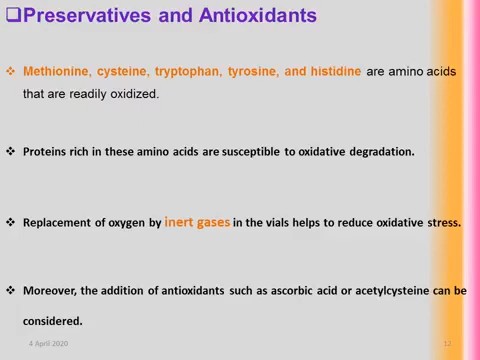 ❑Preservatives and Antioxidants
❖ Methionine, cysteine, tryptophan, tyrosine, and histidine are amino acids
that are readily oxidized.
❖ Proteins rich in these amino acids are susceptible to oxidative degradation.
❖ Replacement of oxygen by inert gases in the vials helps to reduce oxidative stress.
❖ Moreover, the addition of antioxidants such as ascorbic acid or acetylcysteine can be
considered.
4 April 2020 12